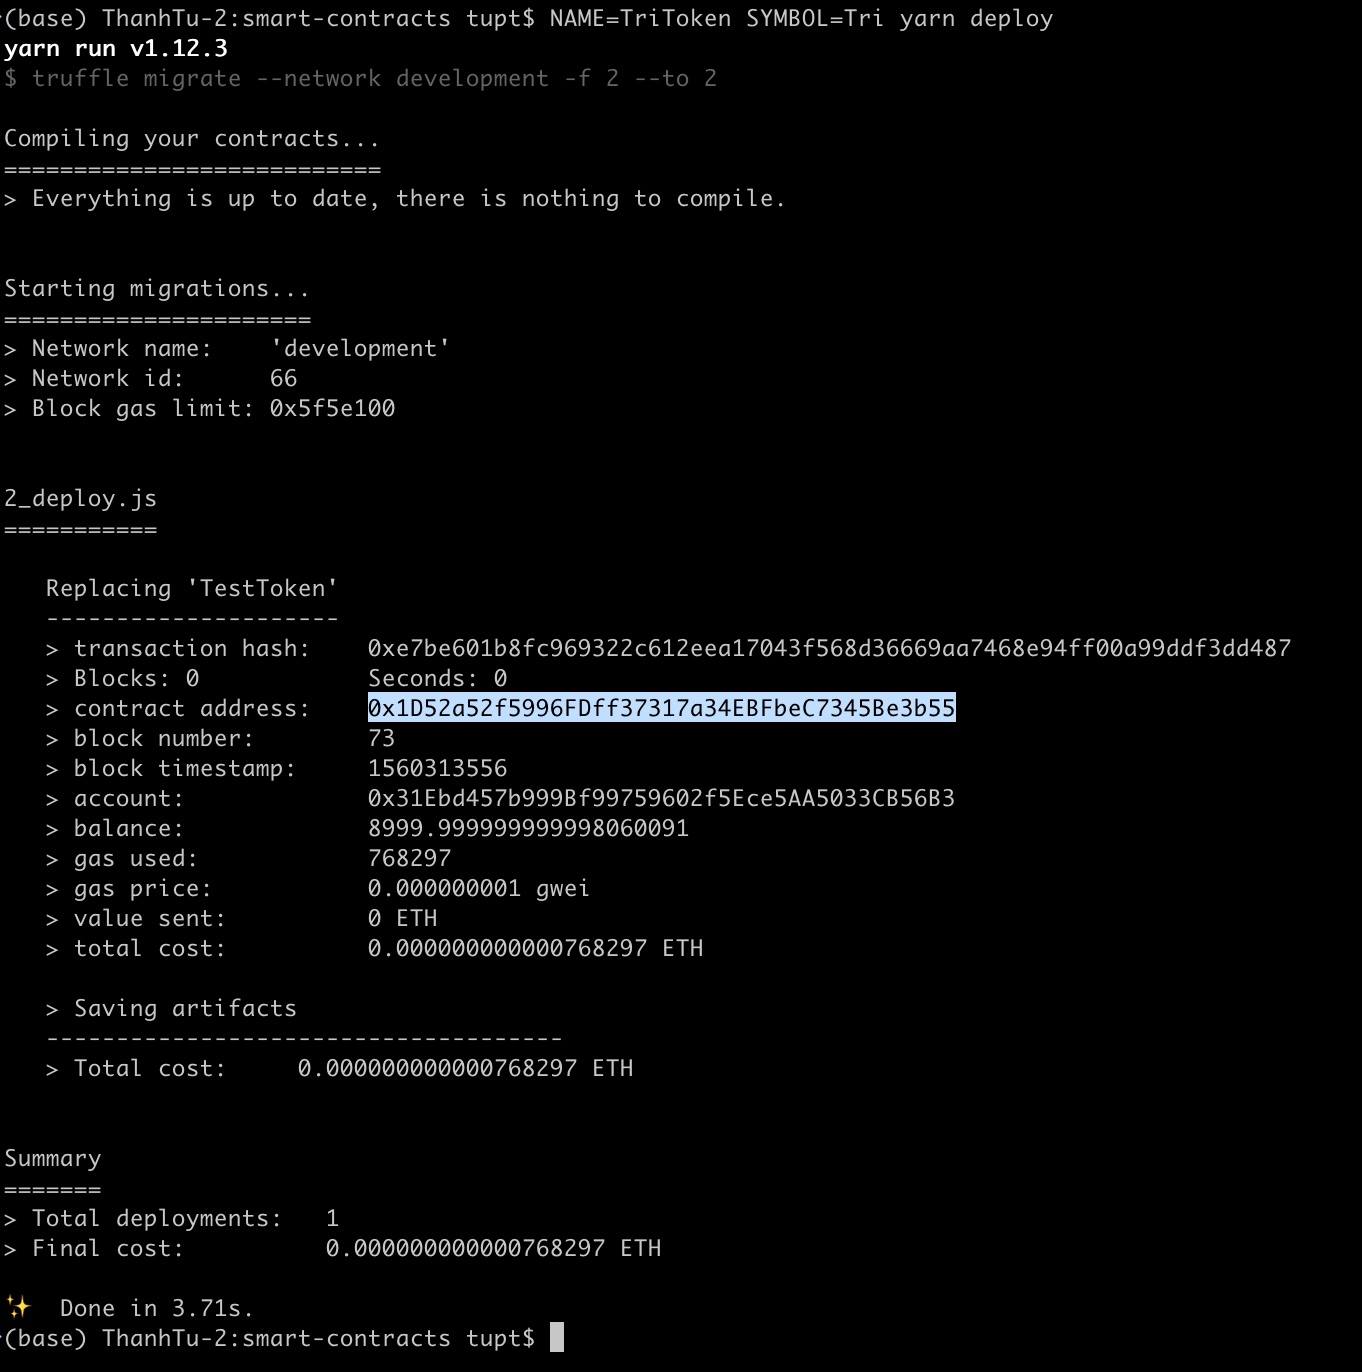 (base) ThanhTu-2:smart-contracts tupt$ NAME=TriToken SYMBOL=Tri yarn deploy
yarn run v1.12.3
$ truffle migrate --network development -f 2 --to 2
Compiling your contracts...
===========================
> Everything is up to date, there is nothing to compile.
Starting migrations...
======================
> Network name:    'development'
> Network id:      66
> Block gas limit: 0x5f5e100
2_deploy.js
===========
Replacing 'TestToken'
---------------------
> transaction hash:    0xe7be601b8fc969322c612eea17043f568d36669aa7468e94ff00a99ddf3dd487
> Blocks: 0            Seconds: 0
> contract address:    0x1D52a52f5996FDff37317a34EBFbeC7345Be3b55
> block number:        73
> block timestamp:     1560313556
> account:             0x31Ebd457b999Bf99759602f5Ece5AA5033CB56B3
> balance:             8999.999999999998060091
> gas used:            768297
> gas price:           0.000000001 gwei
> value sent:          0 ETH
> total cost:          0.000000000000768297 ETH
> Saving artifacts
-------------------------------------
> Total cost:     0.000000000000768297 ETH
Summary
=======
> Total deployments:   1
> Final cost:          0.000000000000768297 ETH
✨  Done in 3.71s.
(base) ThanhTu-2:smart-contracts tupt$